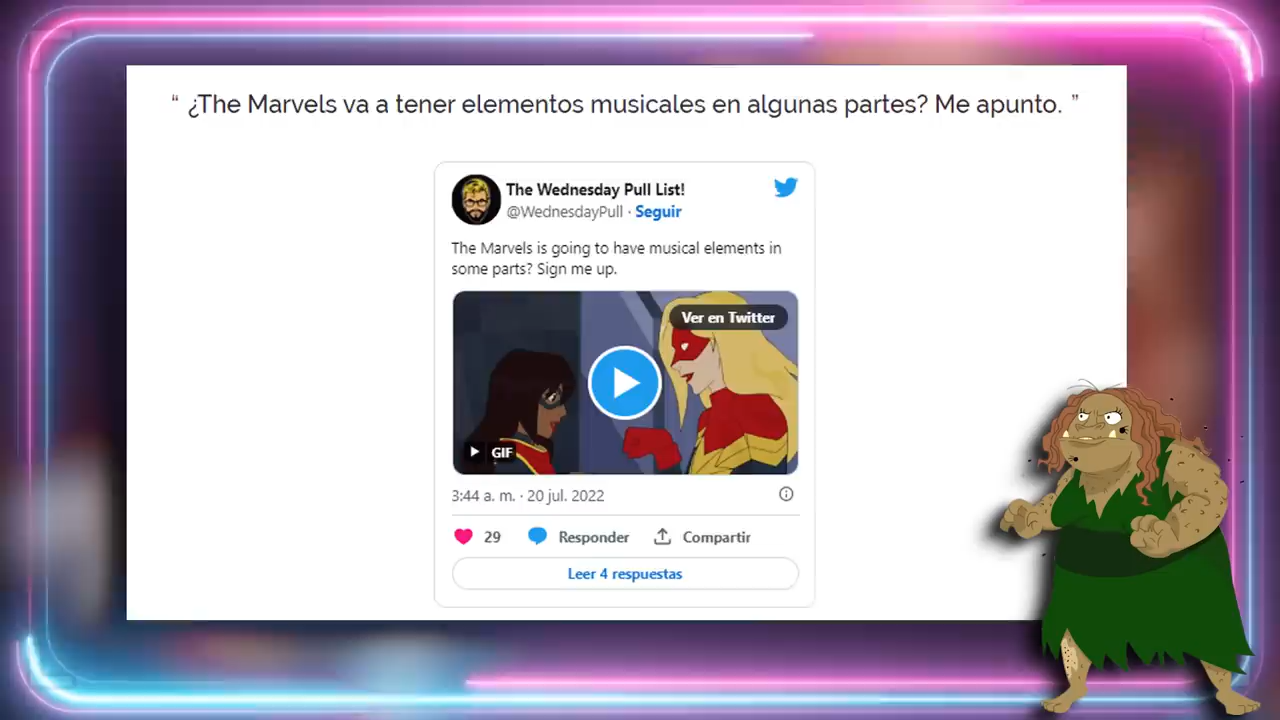 “ ¿The Marvels va a tener elementos musicales en algunas partes? Me apunto. ”
The Wednesday Pull List!
@WednesdayPull · Seguir
The Marvels is going to have musical elements in
some parts? Sign me up.
Ver en Twitter
GIF
3:44 a. m. · 20 jul. 2022
29 Responder Compartir
Leer 4 respuestas